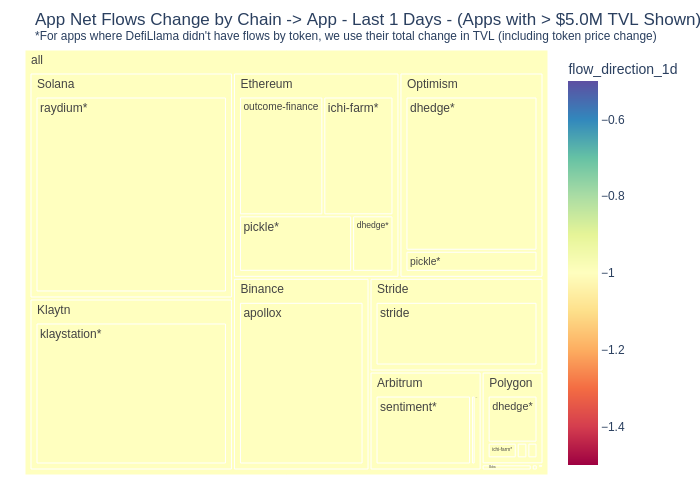 App Net Flows Change by Chain -> App - Last 1 Days - (Apps with > $5.0M TVL Shown)
*For apps where DefiLlama didn't have flows by token, we use their total change in TVL (including token price change)
all
Solana
raydium*
Klaytn
klaystation*
Ethereum
outcome-finance
ichi-farm*
pickle*
dhedge*
Optimism
dhedge*
pickle*
Binance
apollox
Stride
stride
Arbitrum
sentiment*
Polygon
dhedge*
ichi-farm*
flow_direction_1d
−0.6
−0.8
−1
−1.2
−1.4